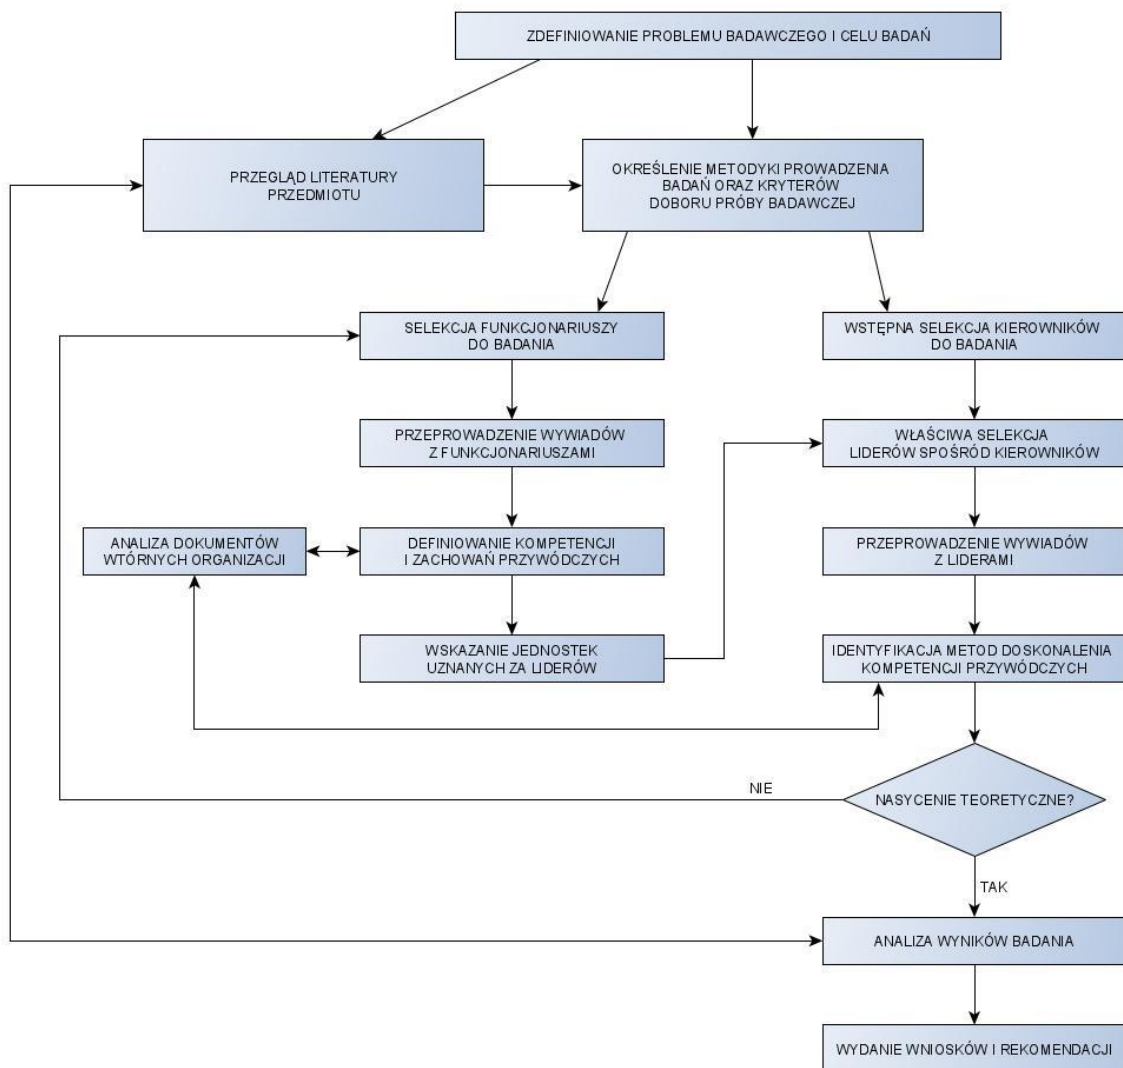 ZDEFINIOWANIE PROBLEMU BADAWCZEGO I CELU BADAŃ
PRZEGLĄD LITERATURY
PRZEDMIOTU
OKREŚLENIE METODYKI PROWADZENIA
BADAŃ ORAZ KRYTERÓW
DOBORU PRÓBY BADAWCZEJ
SELEKCJA FUNKCJONARIUSZY
DO BADANIA
WSTĘPNA SELEKCJA KIEROWNIKÓW
DO BADANIA
PRZEPROWADZENIE WYWIADÓW
Z FUNKCJONARIUSZAMI
WŁAŚCIWA SELEKCJA
LIDERÓW SPOŚRÓD KIEROWNIKÓW
ANALIZA DOKUMENTÓW
WTÓRNYCH ORGANIZACJI
DEFINIOWANIE KOMPETENCJI
I ZACHOWAŃ PRZYWÓDCZYCH
PRZEPROWADZENIE WYWIADÓW
Z LIDERAMI
WSKAZANIE JEDNOSTEK
UZNANYCH ZA LIDERÓW
IDENTYFIKACJA METOD DOSKONALENIA
KOMPETENCJI PRZYWÓDCZYCH
NIE
NASYCENIE TEORETYCZNE?
TAK
ANALIZA WYNIKÓW BADANIA
WYDANIE WNIOSKÓW I REKOMENDACJI